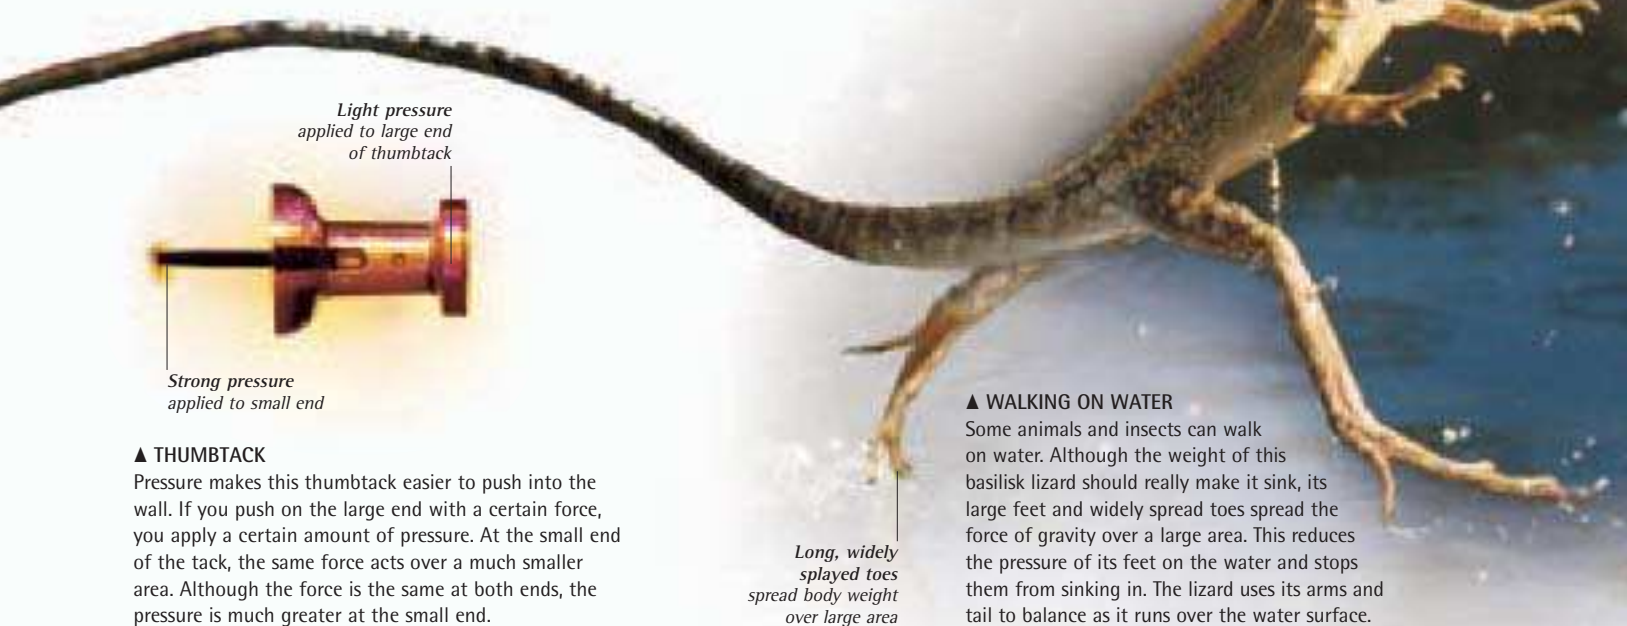 Light pressure
applied to large end
of thumbtack
Strong pressure
applied to small end
▲ THUMBTACK
Pressure makes this thumbtack easier to push into the
wall. If you push on the large end with a certain force,
you apply a certain amount of pressure. At the small end
of the tack, the same force acts over a much smaller
area. Although the force is the same at both ends, the
pressure is much greater at the small end.
Long, widely
splayed toes
spread body weight
over large area
▲ WALKING ON WATER
Some animals and insects can walk
on water. Although the weight of this
basilisk lizard should really make it sink, its
large feet and widely spread toes spread the
force of gravity over a large area. This reduces
the pressure of its feet on the water and stops
them from sinking in. The lizard uses its arms and
tail to balance as it runs over the water surface.